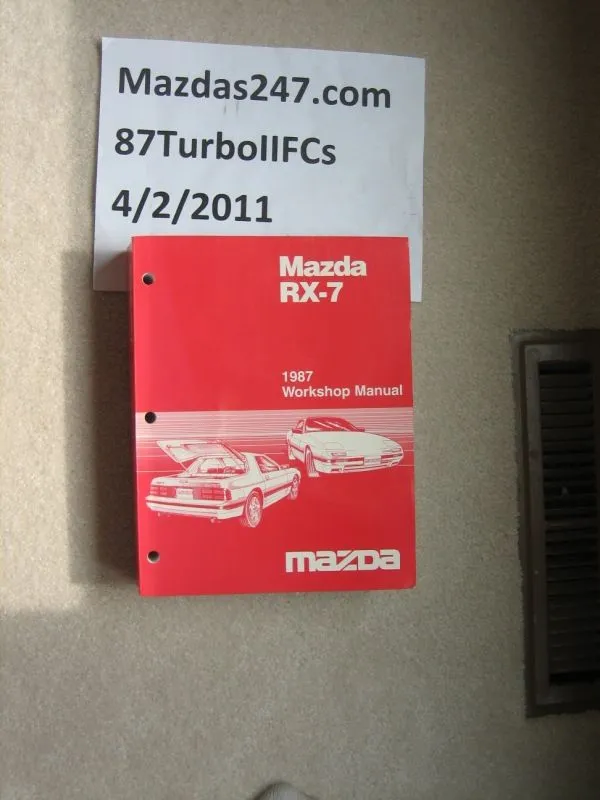 Mazdas247.com
87TurboIIFCs
4/2/2011
Mazda
RX-7
1987
Workshop Manual
mazda